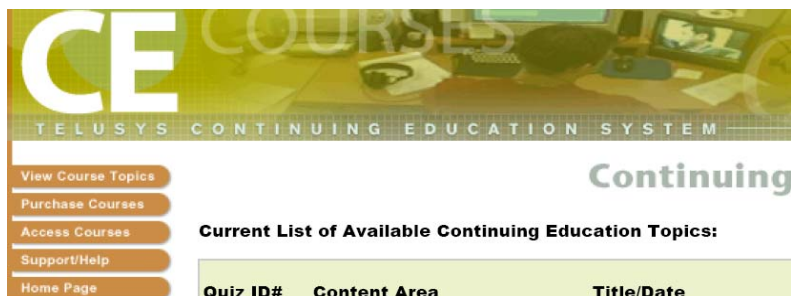 CE COURSES
TELUSYS CONTINUING EDUCATION SYSTEM
Continuing
View Course Topics
Purchase Courses
Access Courses
Support/Help
Home Page
Current List of Available Continuing Education Topics:
Quiz ID# Content Area Title/Date